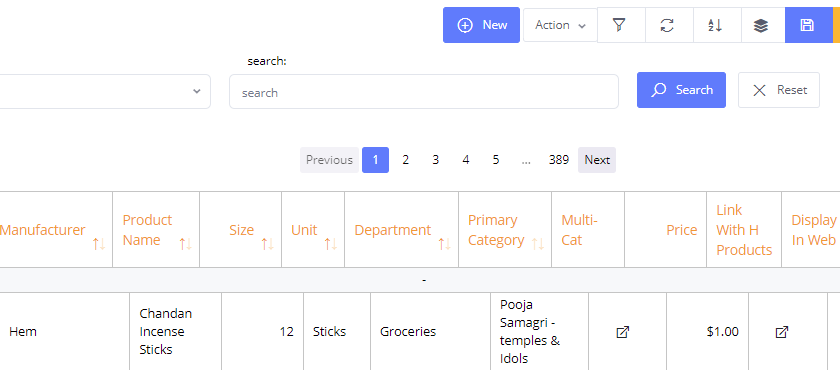 New
Action
search:
search
Search
Reset
Previous
1
2
3
4
5
...
389
Next
Manufacturer
Product
Name
Size
Unit
Department
Primary
Category
Multi-
Cat
Price
Link
With H
Products
Display
In Web
-
Hem
Chandan
Incense
Sticks
12
Sticks
Groceries
Pooja
Samagri -
temples &
Idols
$1.00